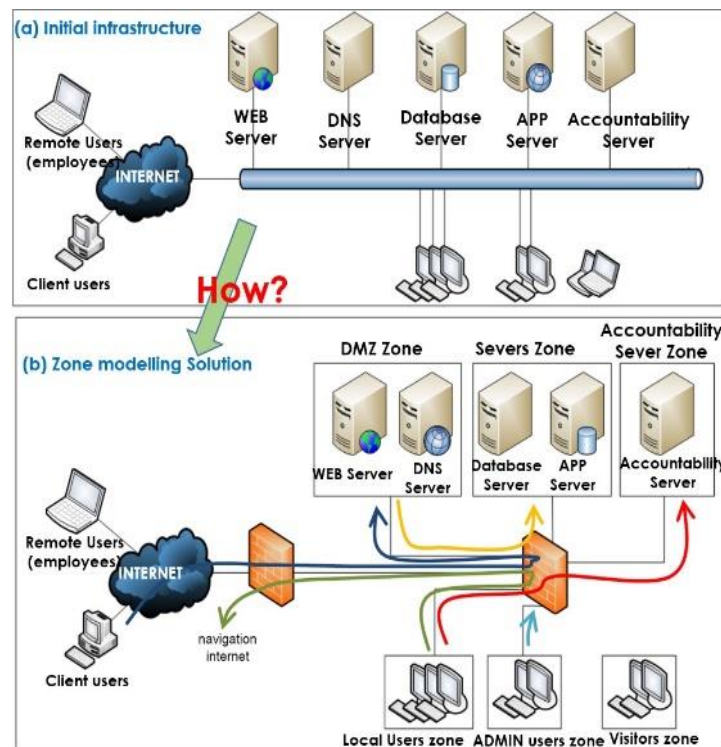 (a) Initial infrastructure
WEB
Server
DNS
Server
Database
Server
APP
Server
Accountability
Server
Remote Users
(employees)
INTERNET
Client users
How?
(b) Zone modelling Solution
DMZ Zone
Severs Zone
Accountability
Sever Zone
WEB Server
DNS
Server
Database
Server
APP
Server
Accountability
Server
Remote Users
(employees)
INTERNET
navigation
internet
Client users
Local Users zone
ADMIN users zone
Visitors zone